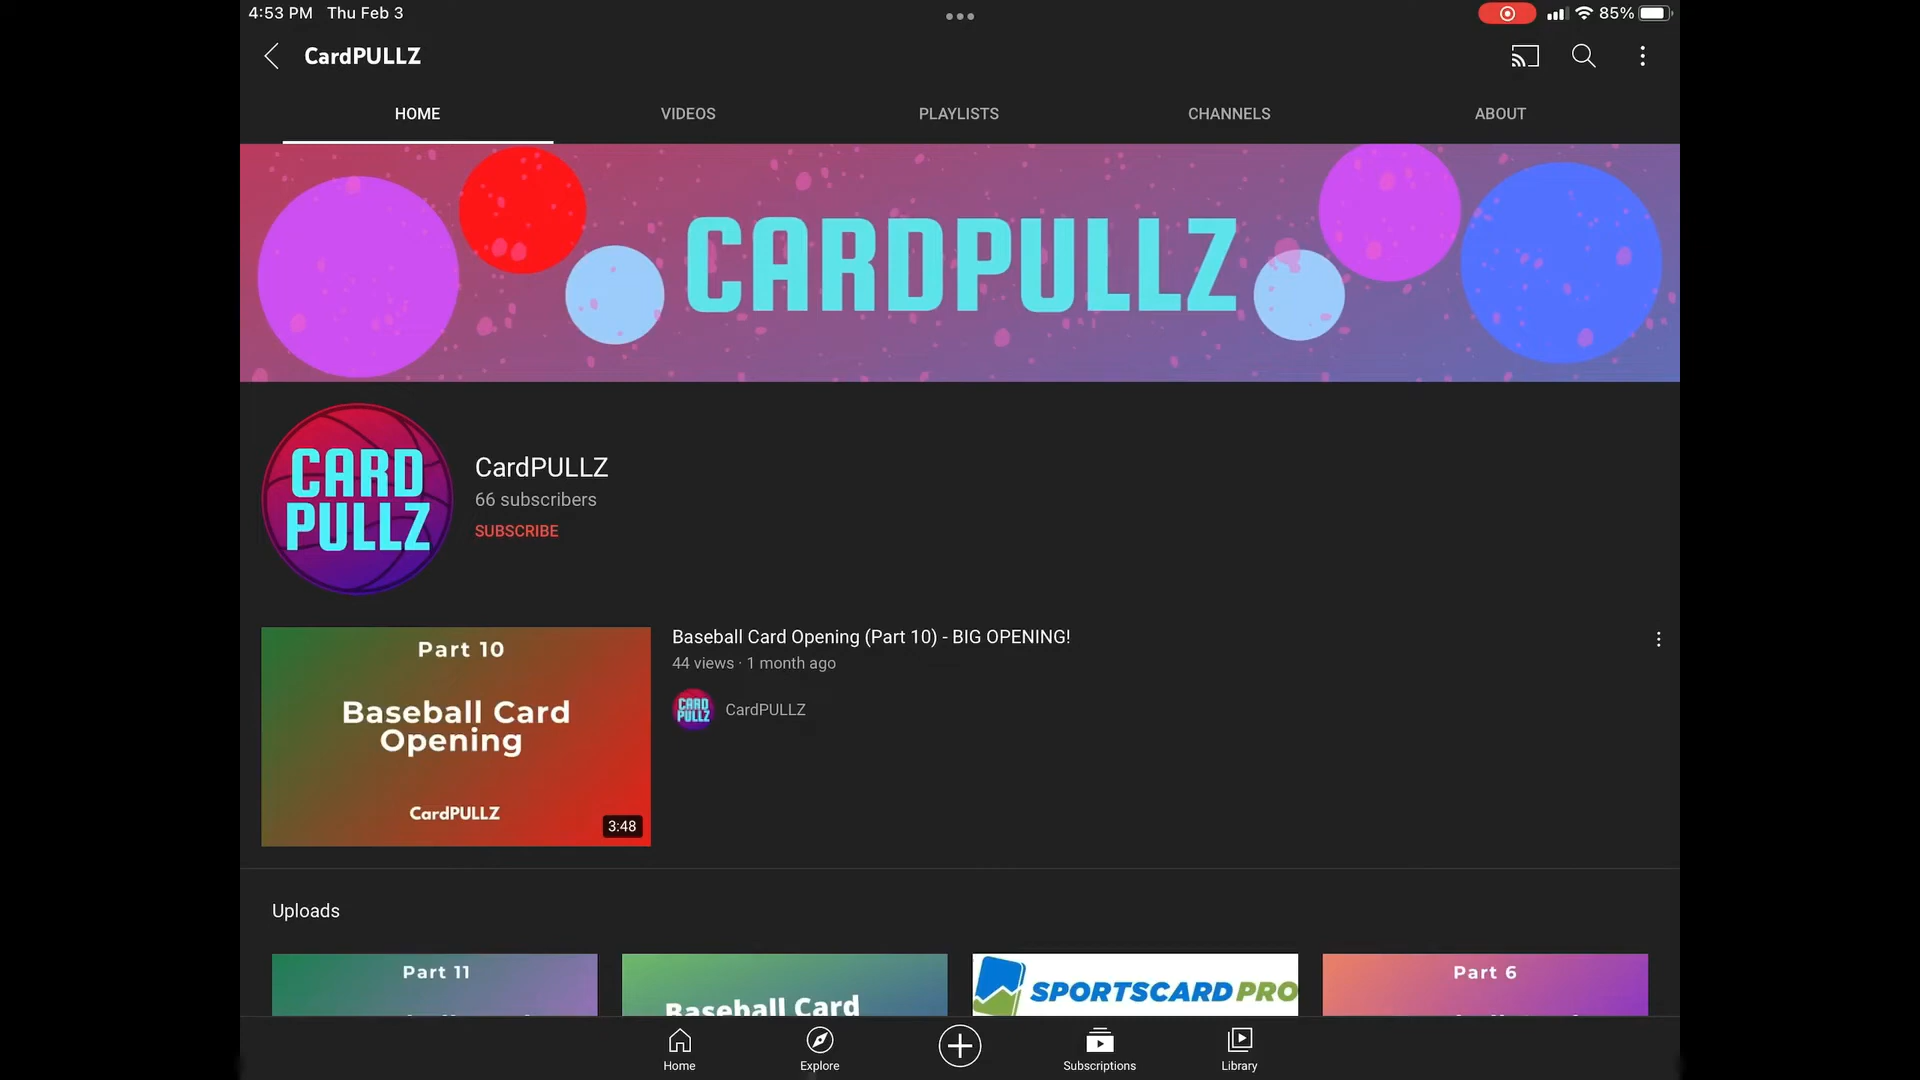 4:53 PM Thu Feb 3
85%
CardPULLZ
HOME
VIDEOS
PLAYLISTS
CHANNELS
ABOUT
CARDPULLZ
CARD
PULLZ
CardPULLZ
66 subscribers
SUBSCRIBE
Part 10
Baseball Card
Opening
CardPULLZ
3:48
Baseball Card Opening (Part 10) - BIG OPENING!
44 views · 1 month ago
CARD
PULLZ
CardPULLZ
Uploads
Part 11
Baseball Card
SPORTSCARD PRO
Part 6
Home
Explore
Subscriptions
Library